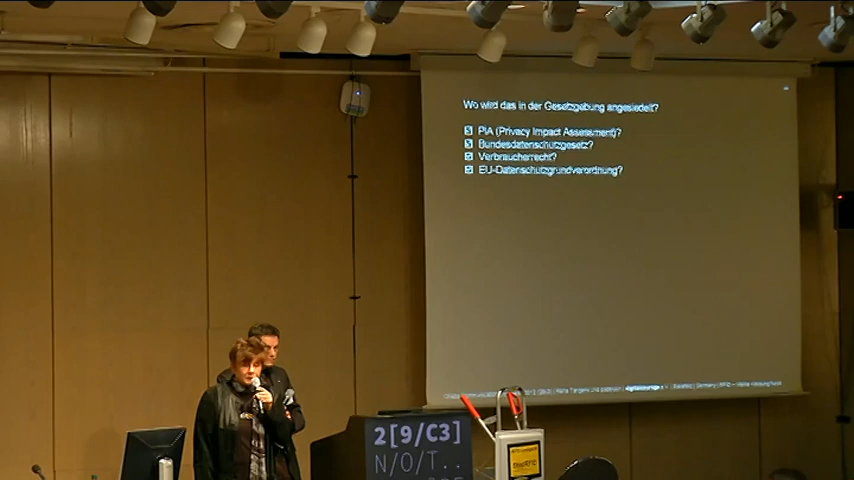 Wo wird das in der Gesetzgebung angesiedelt?
PIA (Privacy Impact Assessment)?
Bundesdatenschutzgesetz?
Verbraucherrecht?
EU-Datenschutzgrundverordnung?
2[9/C3]
N/O/T..